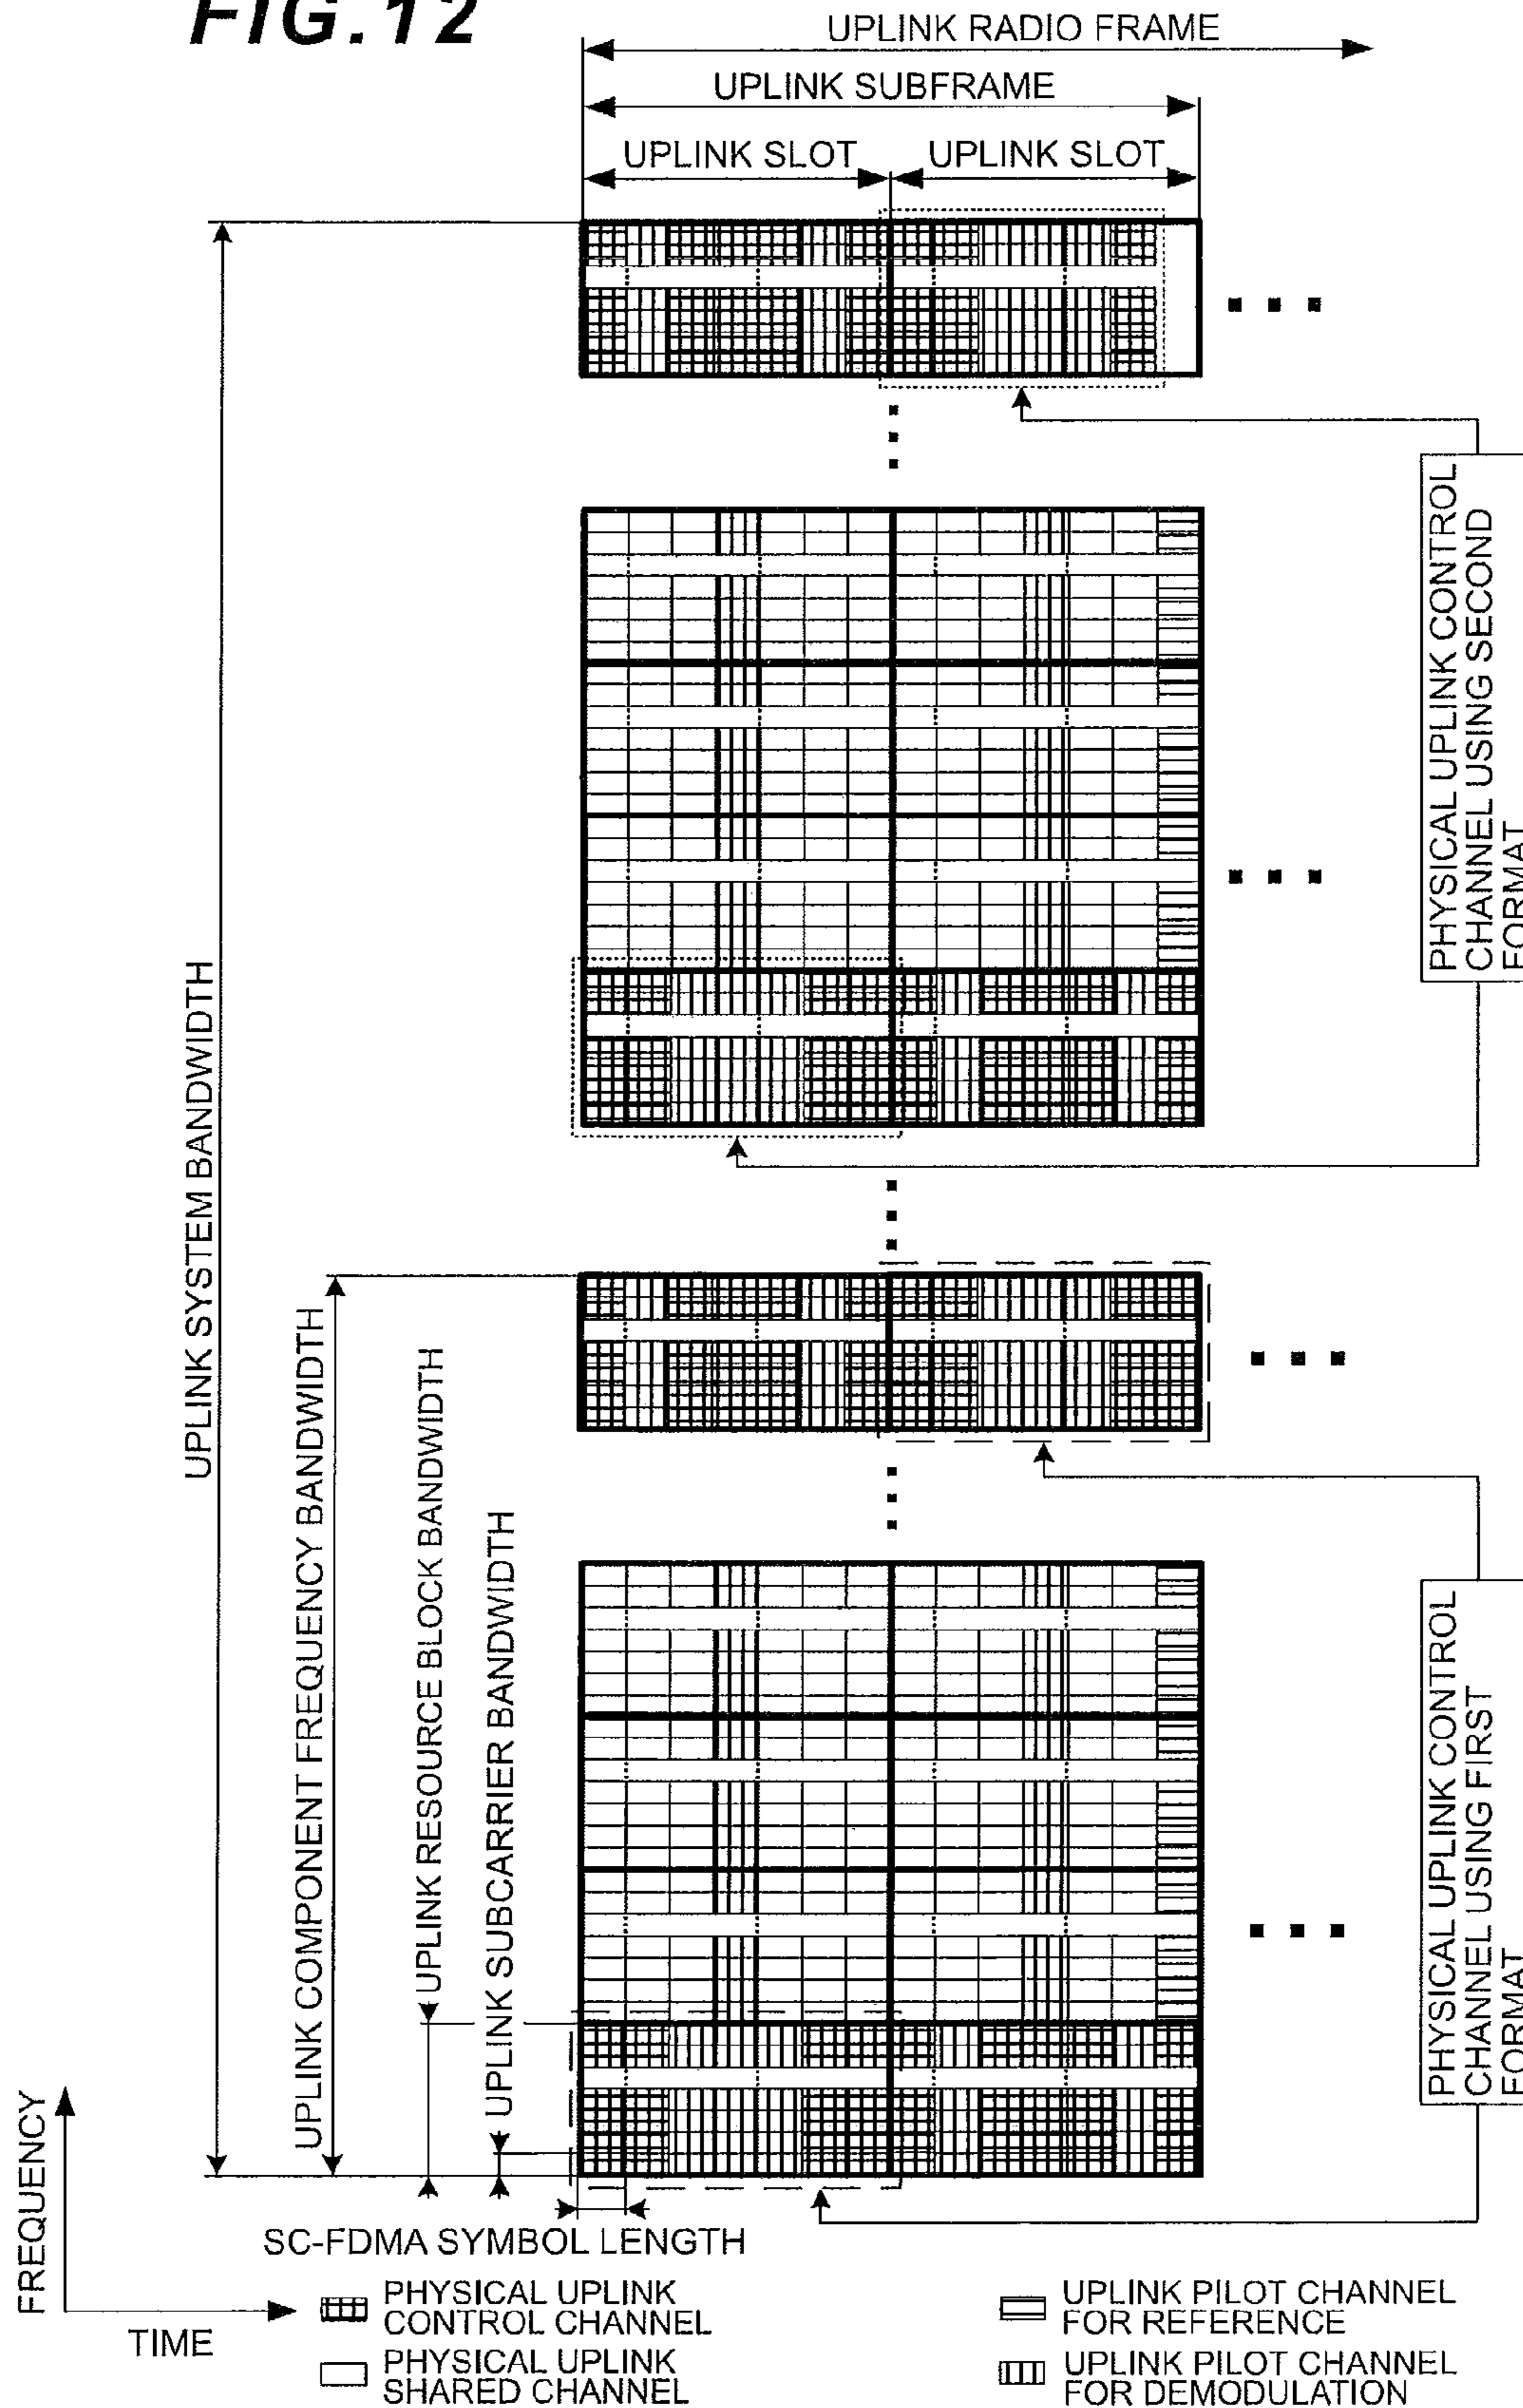 FIG.12
UPLINK RADIO FRAME
UPLINK SUBFRAME
UPLINK SLOT
UPLINK SLOT
PHYSICAL UPLINK CONTROL
CHANNEL USING SECOND
FORMAT
UPLINK SYSTEM BANDWIDTH
UPLINK COMPONENT FREQUENCY BANDWIDTH
UPLINK RESOURCE BLOCK BANDWIDTH
UPLINK SUBCARRIER BANDWIDTH
PHYSICAL UPLINK CONTROL
CHANNEL USING FIRST
FORMAT
FREQUENCY
TIME
SC-FDMA SYMBOL LENGTH
PHYSICAL UPLINK
CONTROL CHANNEL
PHYSICAL UPLINK
SHARED CHANNEL
UPLINK PILOT CHANNEL
FOR REFERENCE
UPLINK PILOT CHANNEL
FOR DEMODULATION